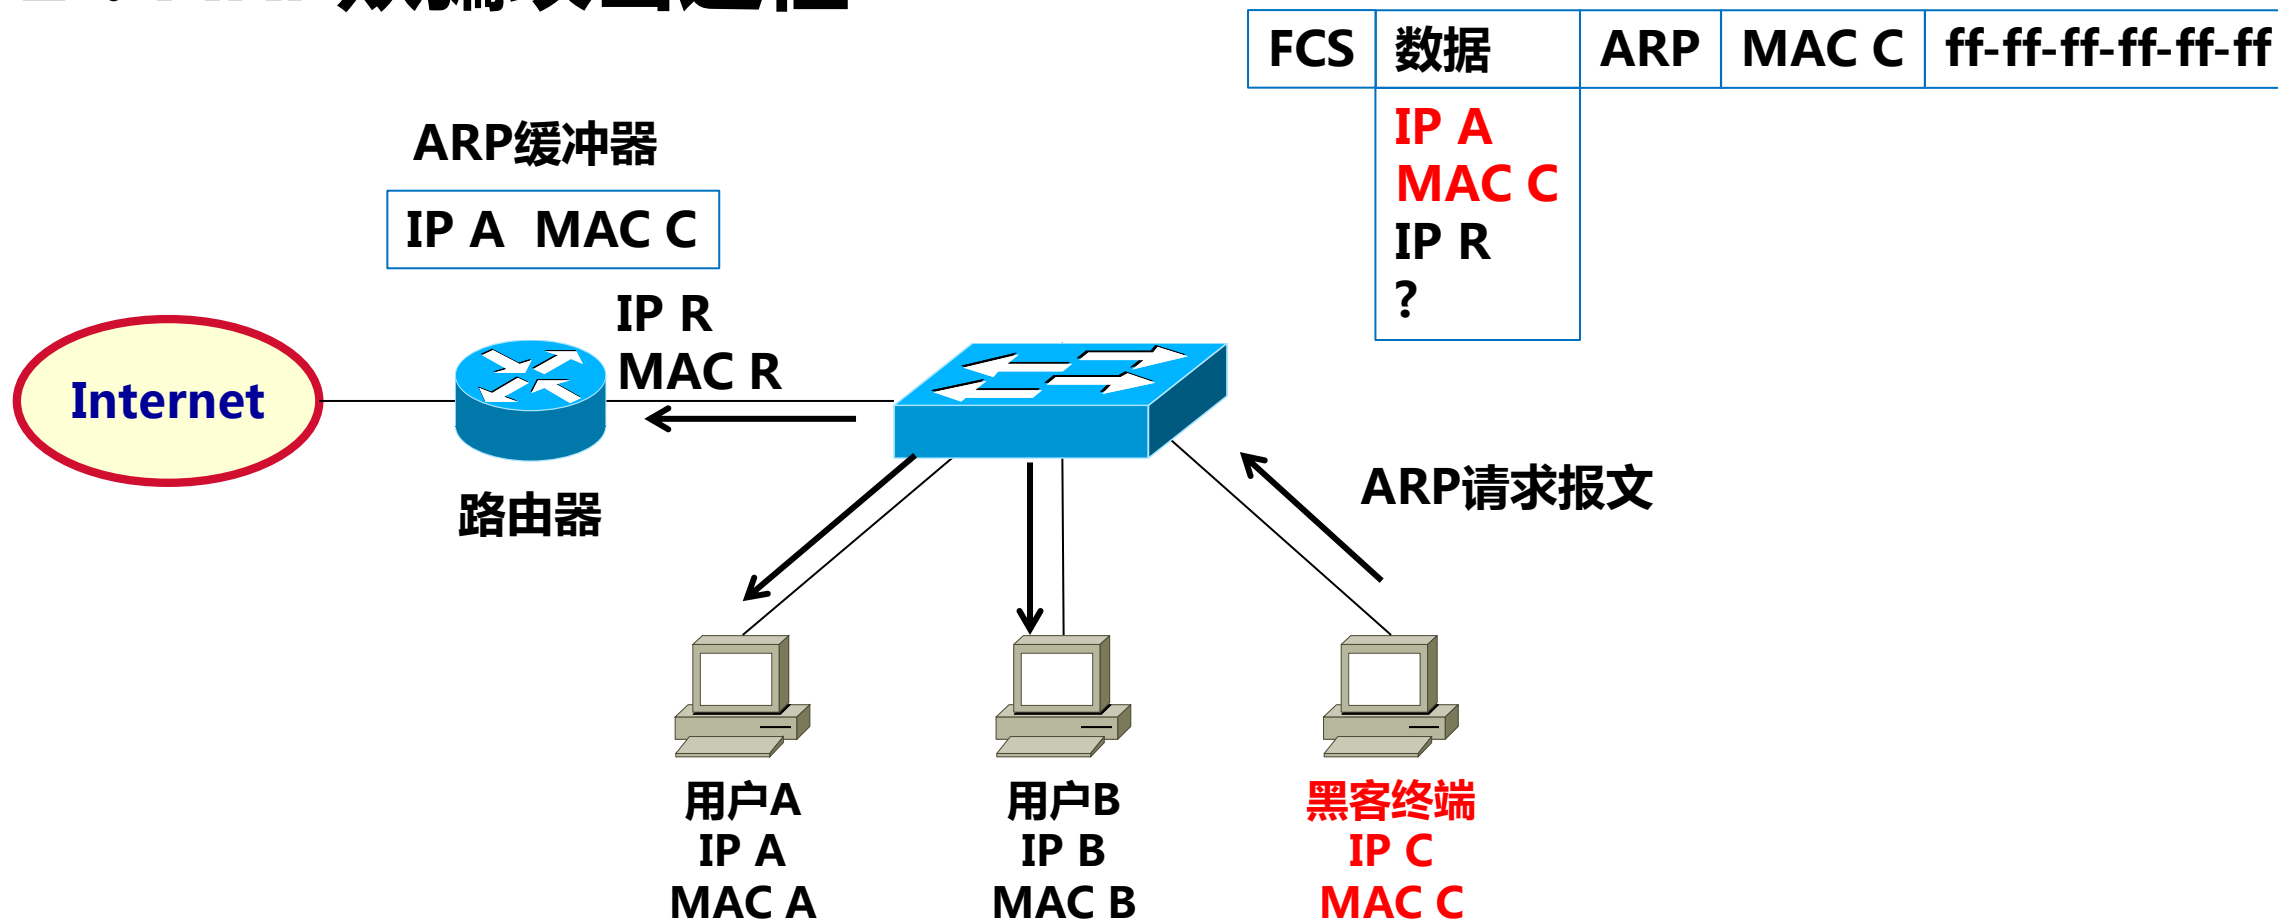 FCS 数据 ARP MAC C ff-ff-ff-ff-ff-ff
IP A
MAC C
IP R
?
ARP缓冲器
IP A MAC C
IP R
MAC R
Internet
路由器
ARP请求报文
用户A
IP A
MAC A
用户B
IP B
MAC B
黑客终端
IP C
MAC C